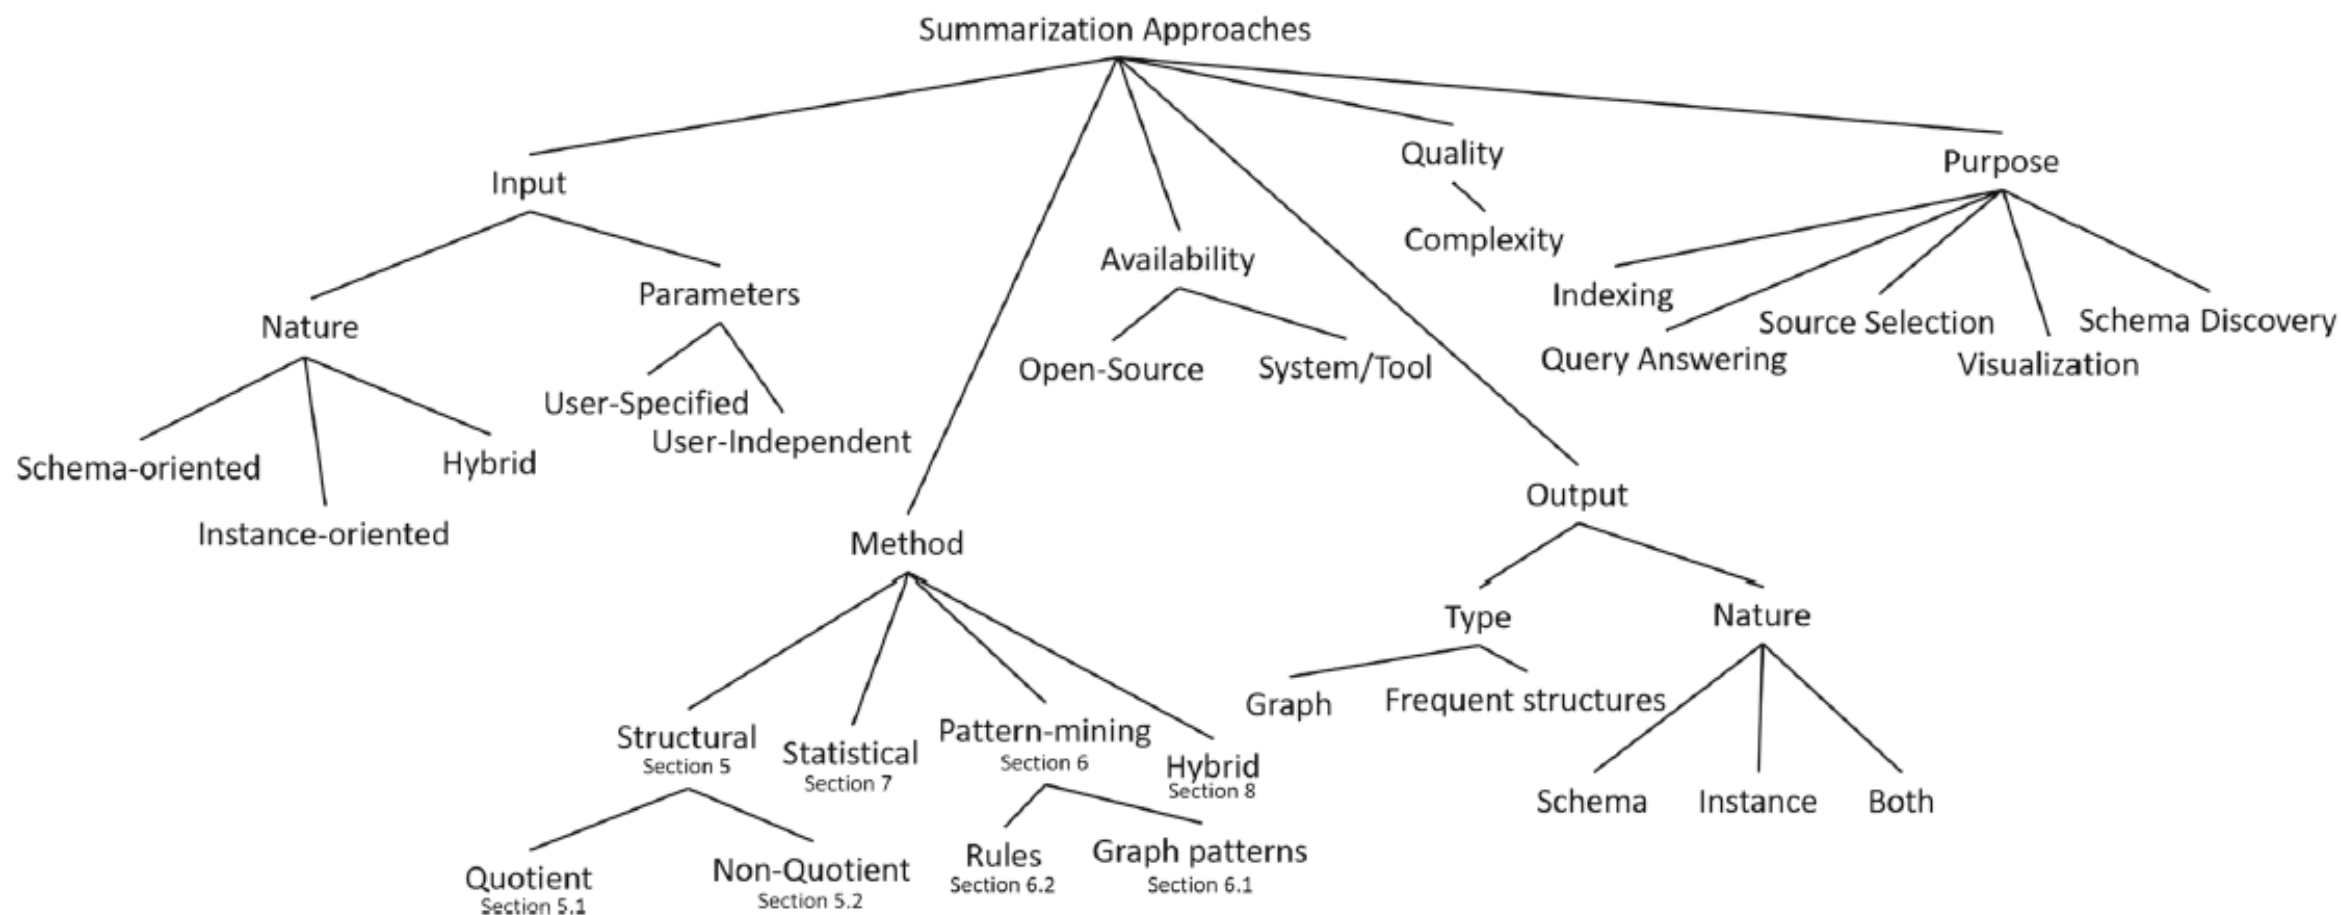 Summarization Approaches
Input
Quality
Purpose
Nature
Parameters
Availability
Complexity
Indexing
Source Selection
Schema Discovery
Query Answering
Visualization
Open-Source
System/Tool
User-Specified
User-Independent
Schema-oriented
Hybrid
Instance-oriented
Method
Output
Type
Nature
Graph
Frequent structures
Schema
Instance
Both
Structural
Section 5
Statistical
Section 7
Pattern-mining
Section 6
Hybrid
Section 8
Quotient
Section 5.1
Non-Quotient
Section 5.2
Rules
Section 6.2
Graph patterns
Section 6.1